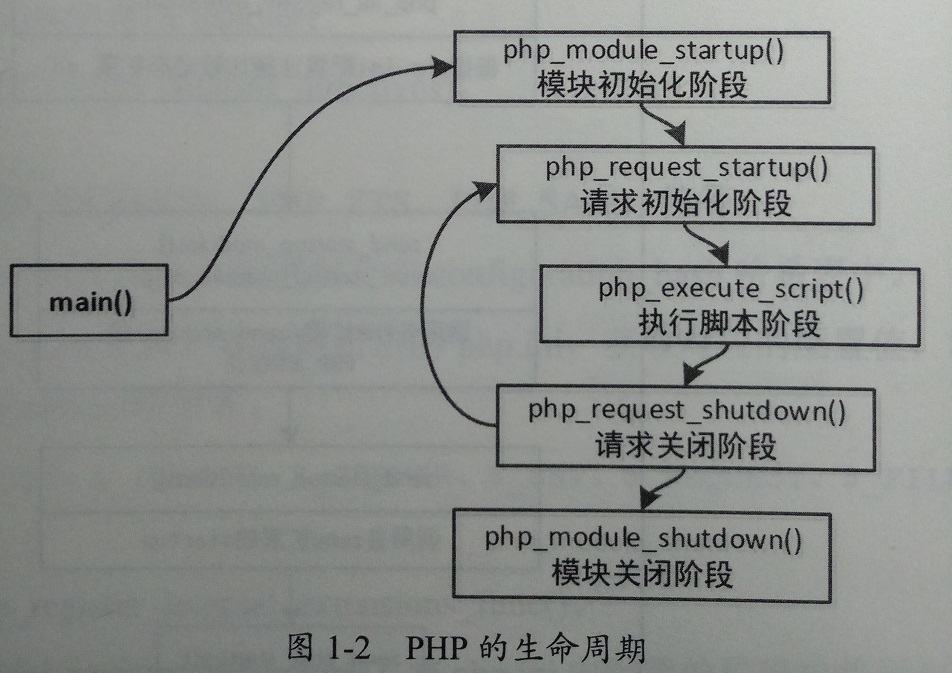 php_module_startup()
模块初始化阶段
php_request_startup()
请求初始化阶段
main()
php_execute_script()
执行脚本阶段
php_request_shutdown()
请求关闭阶段
php_module_shutdown()
模块关闭阶段
图 1-2 PHP 的生命周期